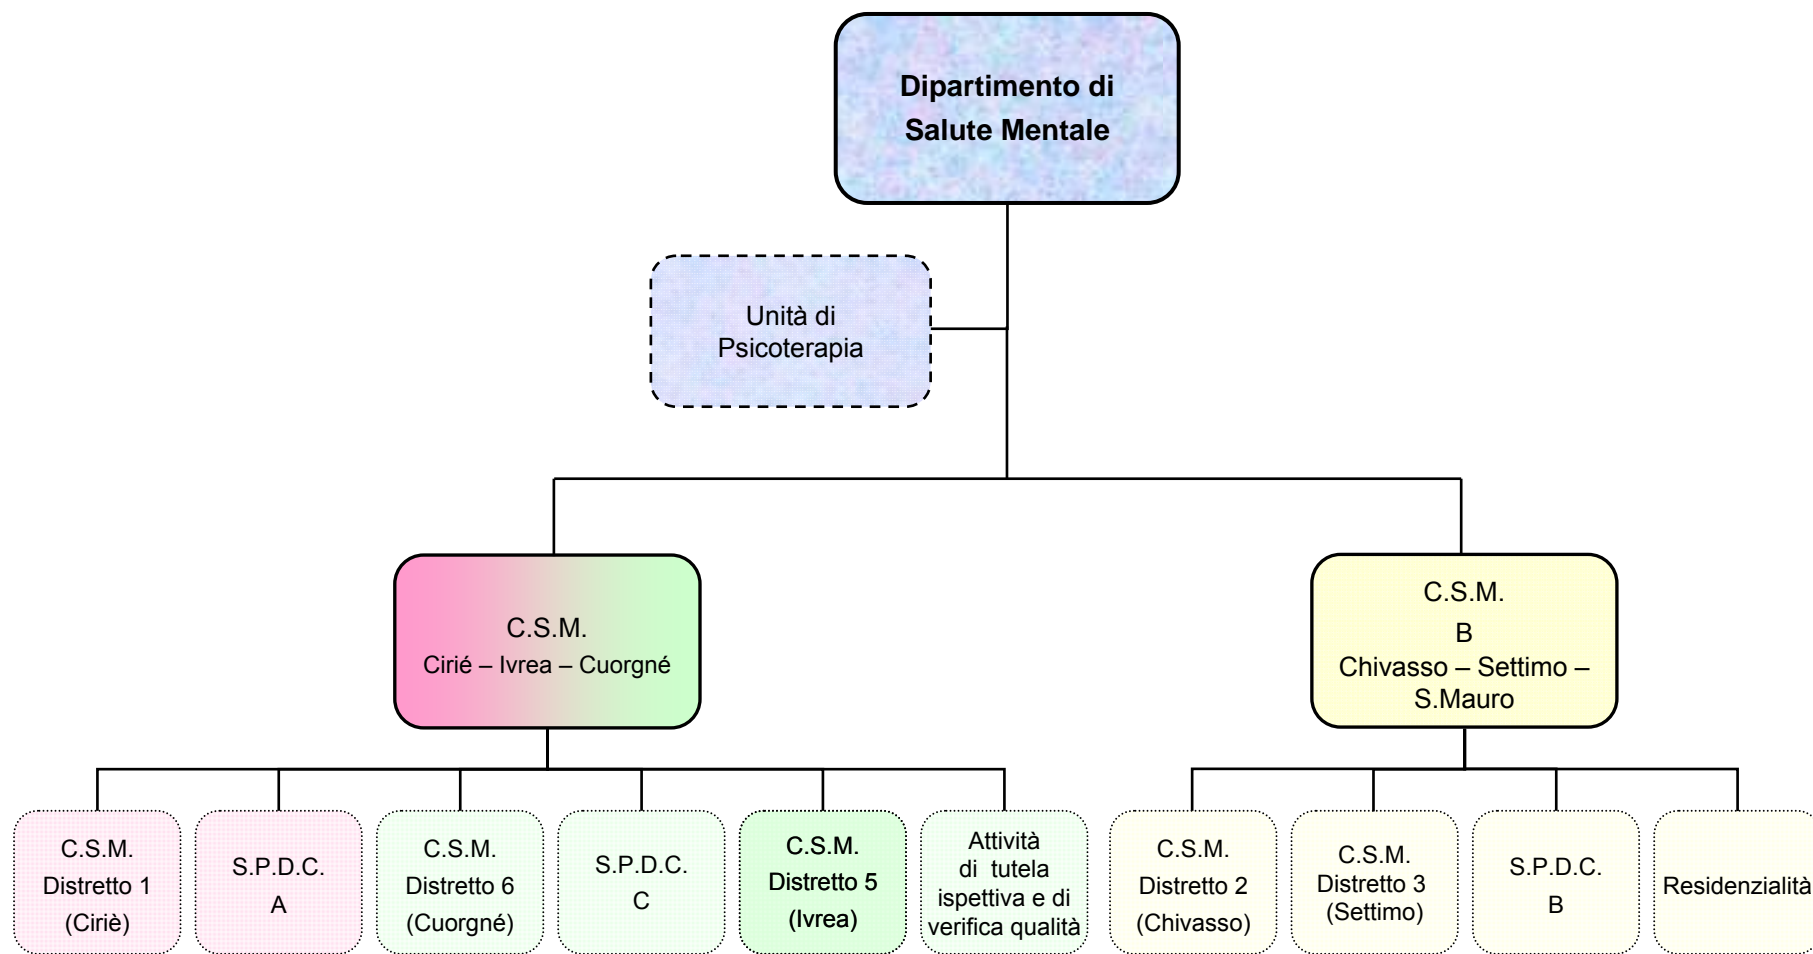 Dipartimento di
Salute Mentale
Unità di
Psicoterapia
C.S.M.
Cirié – Ivrea – Cuorgné
C.S.M.
B
Chivasso – Settimo –
S.Mauro
C.S.M.
Distretto 1
(Ciriè)
S.P.D.C.
A
C.S.M.
Distretto 6
(Cuorgné)
S.P.D.C.
C
C.S.M.
Distretto 5
(Ivrea)
Attività
di tutela
ispettiva e di
verifica qualità
C.S.M.
Distretto 2
(Chivasso)
C.S.M.
Distretto 3
(Settimo)
S.P.D.C.
B
Residenzialità